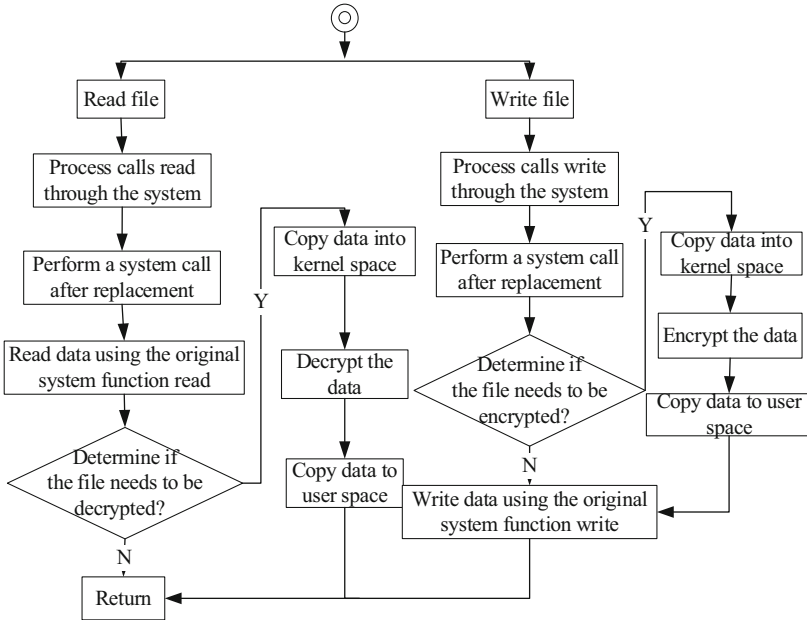 Read file
Process calls read
through the system
Perform a system call
after replacement
Read data using the original
system function read
Determine if
the file needs to be
decrypted?
N
Return
Y
Copy data into
kernel space
Decrypt the
data
Copy data to
user space
Write file
Process calls write
through the system
Perform a system call
after replacement
Determine if
the file needs to be
encrypted?
N
Write data using the original
system function write
Y
Copy data into
kernel space
Encrypt the data
Copy data to user
space